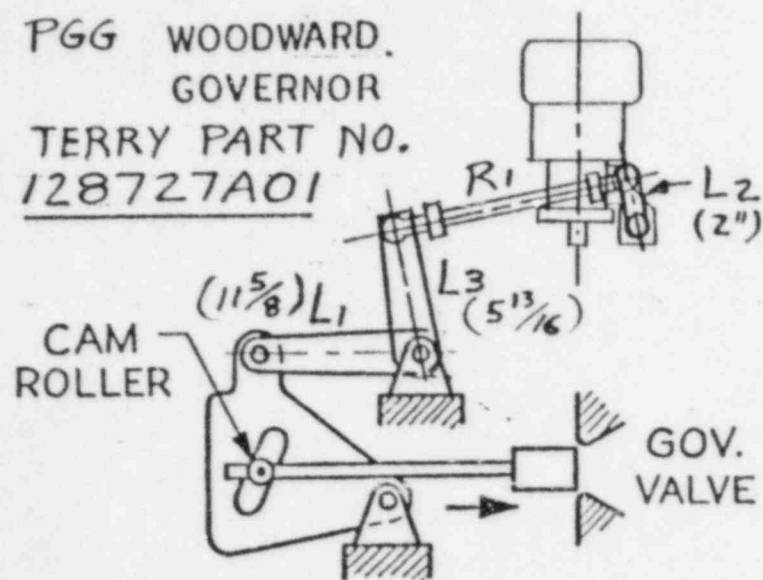 PGG WOODWARD.
GOVERNOR
TERRY PART NO.
128727A01
R1
L2
(2")
(11 5/8) L1
L3
(5 13/16)
CAM
ROLLER
GOV.
VALVE